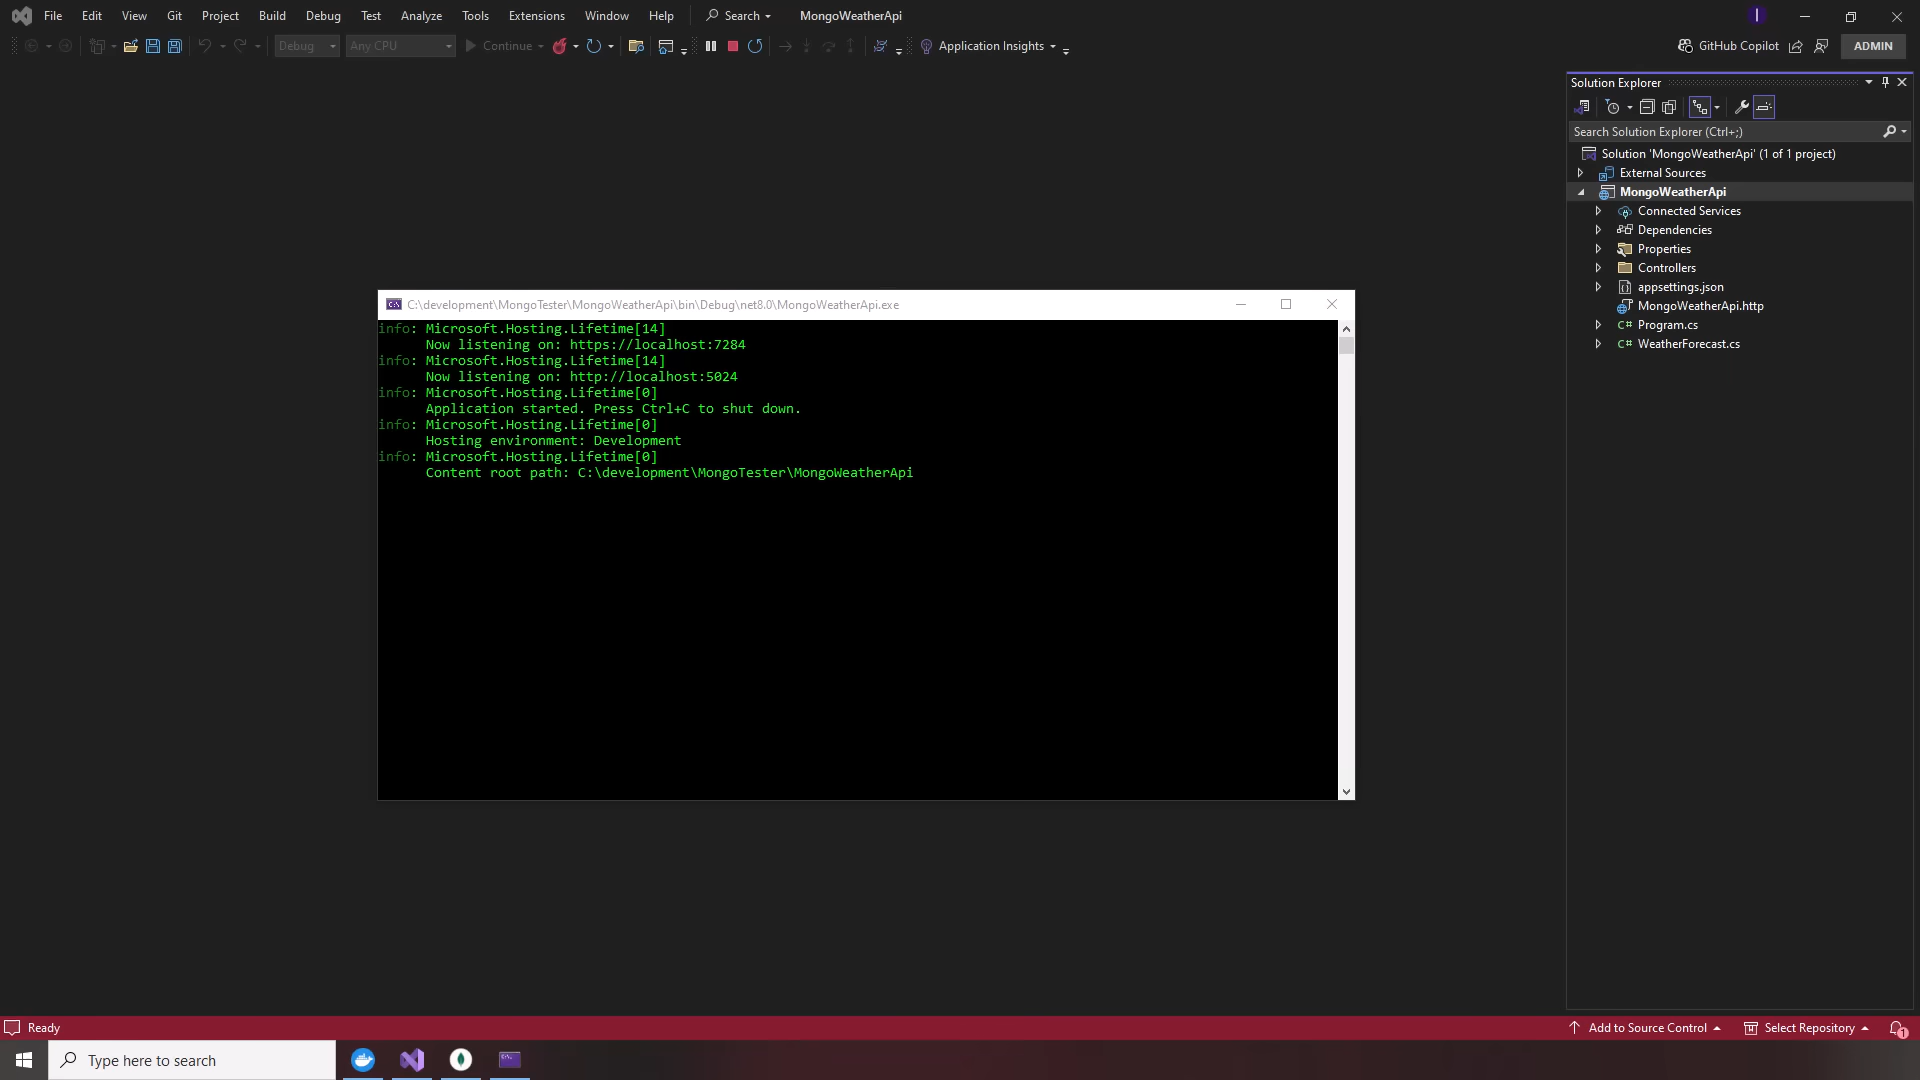 File Edit View Git Project Build Debug Test Analyze Tools Extensions Window Help Search MongoWeatherApi
Debug Any CPU Continue Application Insights GitHub Copilot ADMIN
Solution Explorer
Search Solution Explorer (Ctrl+;)
Solution 'MongoWeatherApi' (1 of 1 project)
External Sources
MongoWeatherApi
Connected Services
Dependencies
Properties
Controllers
appsettings.json
MongoWeatherApi.http
C# Program.cs
C# WeatherForecast.cs
C:\development\MongoTester\MongoWeatherApi\bin\Debug\net8.0\MongoWeatherApi.exe
info: Microsoft.Hosting.Lifetime[14]
Now listening on: https://localhost:7284
info: Microsoft.Hosting.Lifetime[14]
Now listening on: http://localhost:5024
info: Microsoft.Hosting.Lifetime[0]
Application started. Press Ctrl+C to shut down.
info: Microsoft.Hosting.Lifetime[0]
Hosting environment: Development
info: Microsoft.Hosting.Lifetime[0]
Content root path: C:\development\MongoTester\MongoWeatherApi
Ready Add to Source Control Select Repository 1
Type here to search